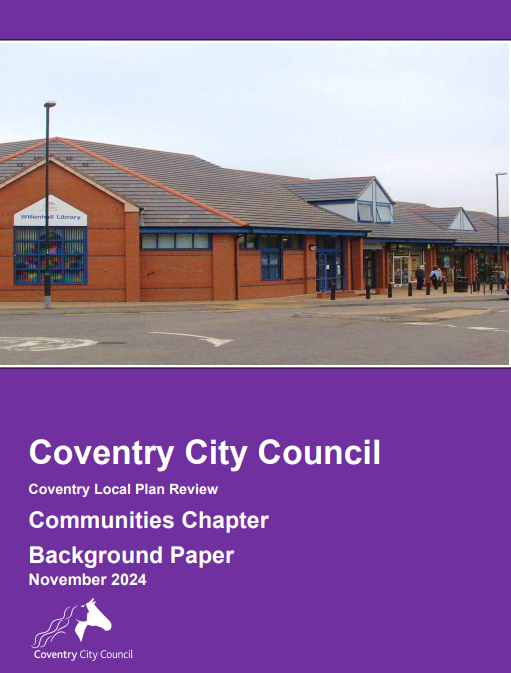 Willenhall Library
Coventry City Council
Coventry Local Plan Review
Communities Chapter
Background Paper
November 2024
Coventry City Council